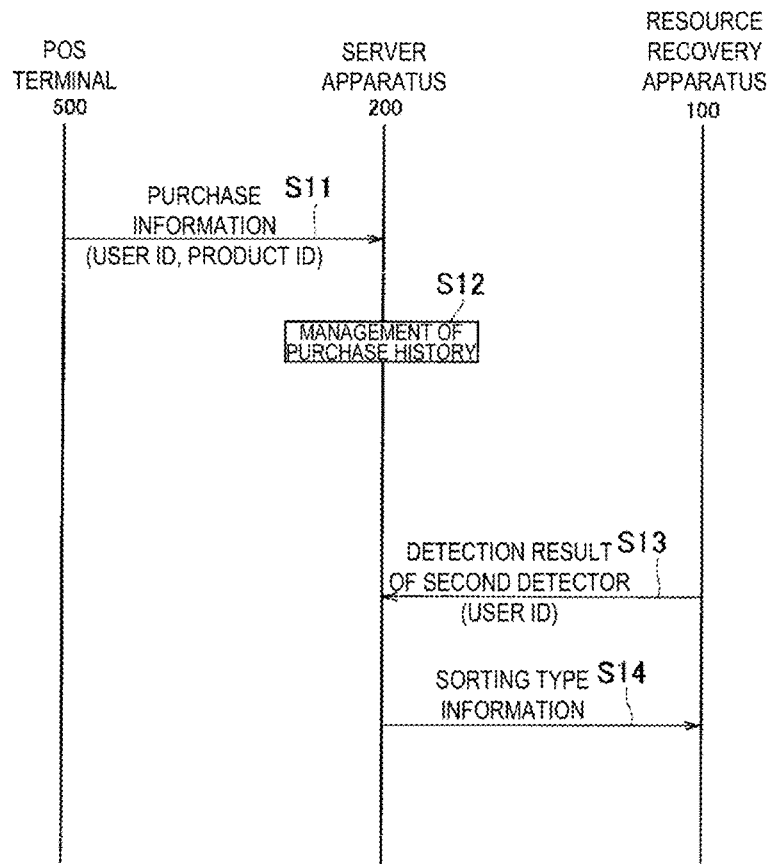 POS
TERMINAL
500
SERVER
APPARATUS
200
RESOURCE
RECOVERY
APPARATUS
100
PURCHASE
INFORMATION
S11
(USER ID, PRODUCT ID)
S12
MANAGEMENT OF
PURCHASE HISTORY
DETECTION RESULT
OF SECOND DETECTOR
S13
(USER ID)
SORTING TYPE
INFORMATION
S14